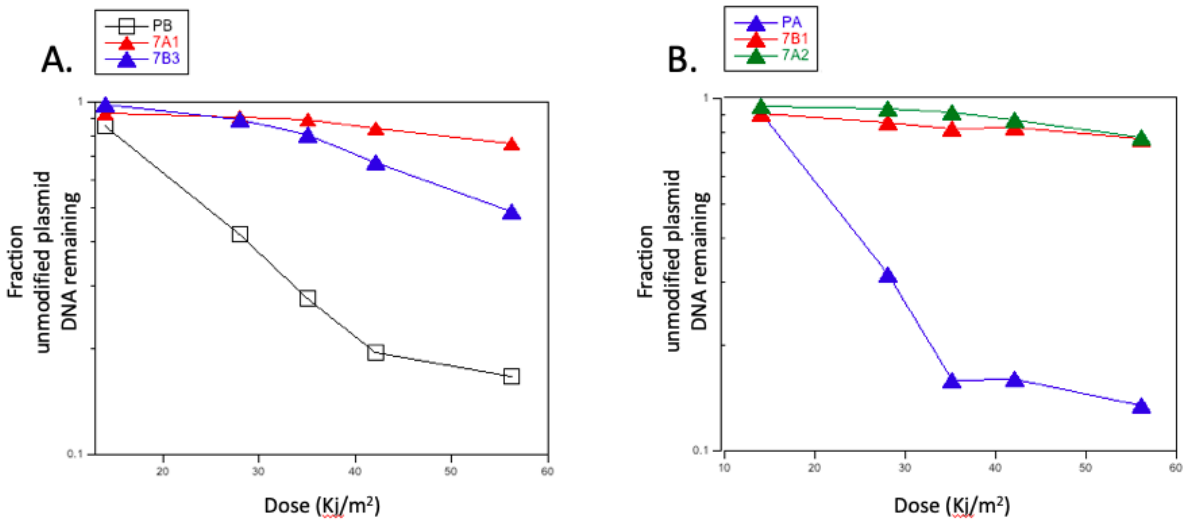 A.
PB
7A1
7B3
1
0.1
Fraction
unmodified plasmid
DNA remaining
20
30
40
50
60
Dose (Kj/m²)
B.
PA
7B1
7A2
1
0.1
Fraction
unmodified plasmid
DNA remaining
10
20
30
40
50
60
Dose (Kj/m²)